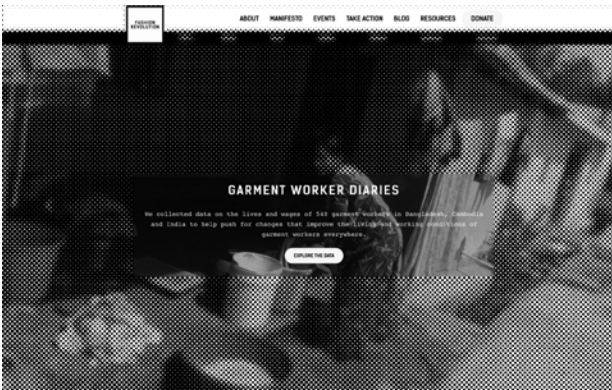 FASHION
REVOLUTION
ABOUT MANIFESTO EVENTS TAKE ACTION BLOG RESOURCES DONATE
GARMENT WORKER DIARIES
We collected data on the lives and wages of 540 garment workers in Bangladesh, Cambodia
and India to help push for changes that improve the living and working conditions of
garment workers everywhere.
EXPLORE THE DATA